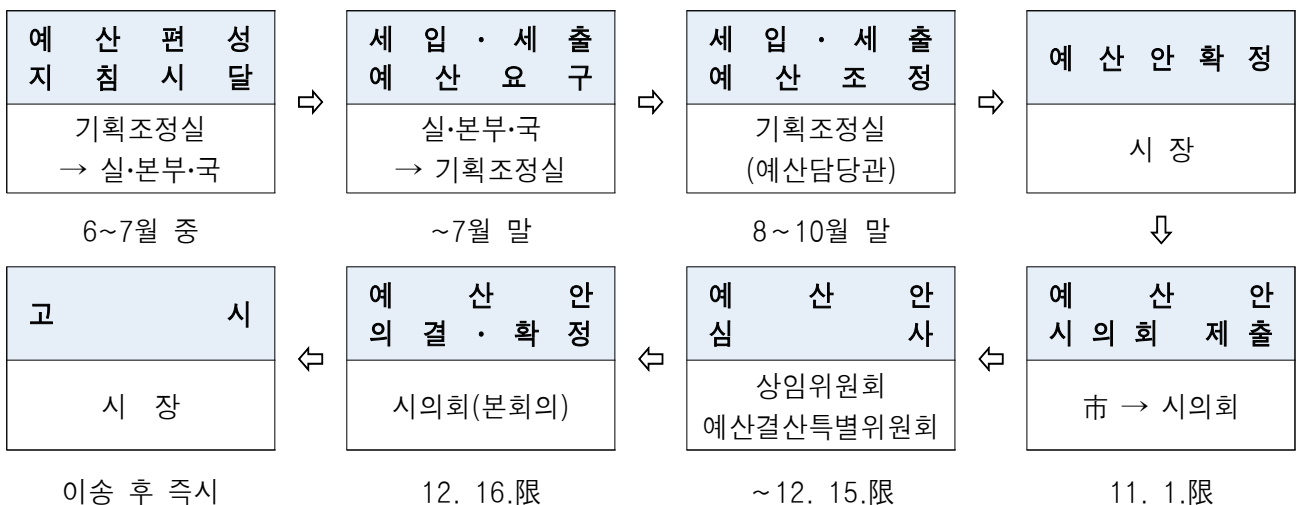 예 산 편 성
지 침 시 달
기획조정실
→ 실·본부·국
6~7월 중
⇨
세 입 · 세 출
예 산 요 구
실·본부·국
→ 기획조정실
~7월 말
⇨
세 입 · 세 출
예 산 조 정
기획조정실
(예산담당관)
8~10월 말
⇨
예 산 안 확 정
시 장
⇩
예 산 안
시 의 회 제 출
市 → 시의회
11. 1.限
⇦
예 산 안
심 사
상임위원회
예산결산특별위원회
~12. 15.限
⇦
예 산 안
의 결 · 확 정
시의회(본회의)
12. 16.限
⇦
고 시
시 장
이송 후 즉시